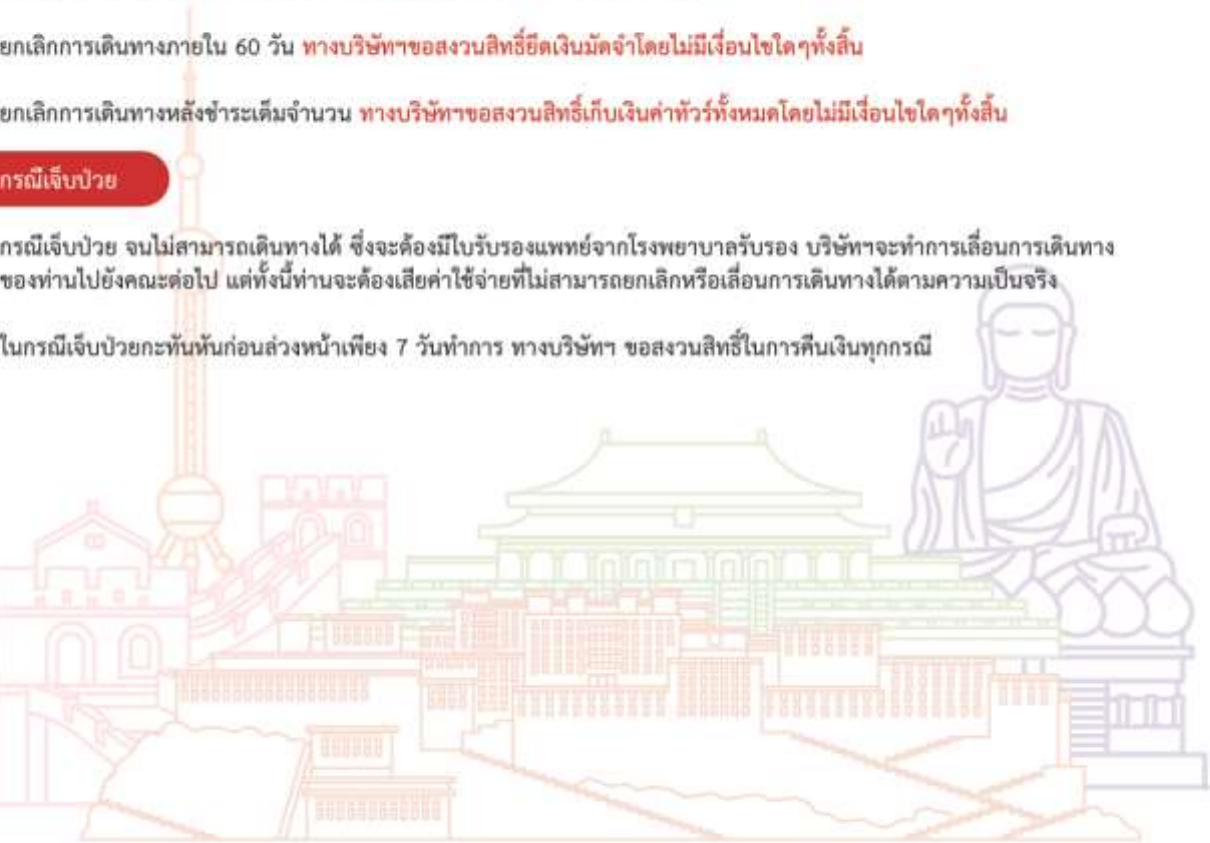 ยกเลิกการเดินทางภายใน 60 วัน ทางบริษัทฯขอสงวนสิทธิ์ยึดเงินมัดจำโดยไม่มีเงื่อนไขใดๆทั้งสิ้น
ยกเลิกการเดินทางหลังชำระเต็มจำนวน ทางบริษัทฯขอสงวนสิทธิ์เก็บเงินค่าทัวร์ทั้งหมดโดยไม่มีเงื่อนไขใดๆทั้งสิ้น
กรณีเจ็บป่วย
กรณีเจ็บป่วย จนไม่สามารถเดินทางได้ ซึ่งจะต้องมีใบรับรองแพทย์จากโรงพยาบาลรับรอง บริษัทฯจะทำการเลื่อนการเดินทาง
ของท่านไปยังคณะต่อไป แต่ทั้งนี้ท่านจะต้องเสียค่าใช้จ่ายที่ไม่สามารถยกเลิกหรือเลื่อนการเดินทางได้ตามความเป็นจริง
ในกรณีเจ็บป่วยกะทันหันก่อนล่วงหน้าเพียง 7 วันทำการ ทางบริษัทฯ ขอสงวนสิทธิ์ในการคืนเงินทุกกรณี